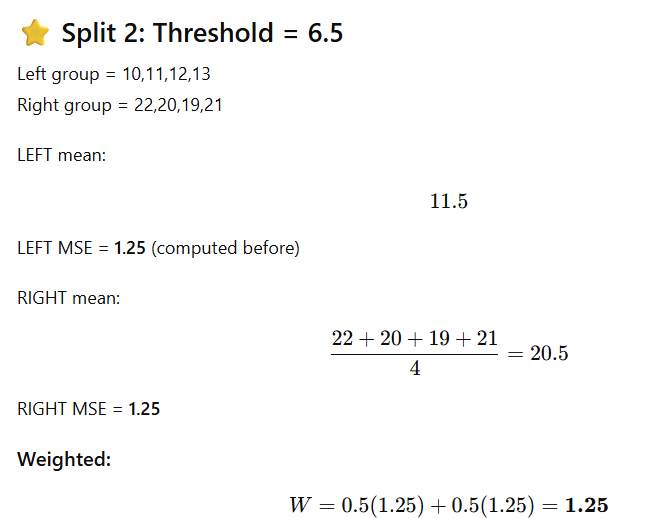 ⭐ Split 2: Threshold = 6.5
Left group = 10,11,12,13
Right group = 22,20,19,21
LEFT mean:
11.5
LEFT MSE = 1.25 (computed before)
RIGHT mean:
(22 + 20 + 19 + 21) / 4 = 20.5
RIGHT MSE = 1.25
Weighted:
W = 0.5(1.25) + 0.5(1.25) = 1.25